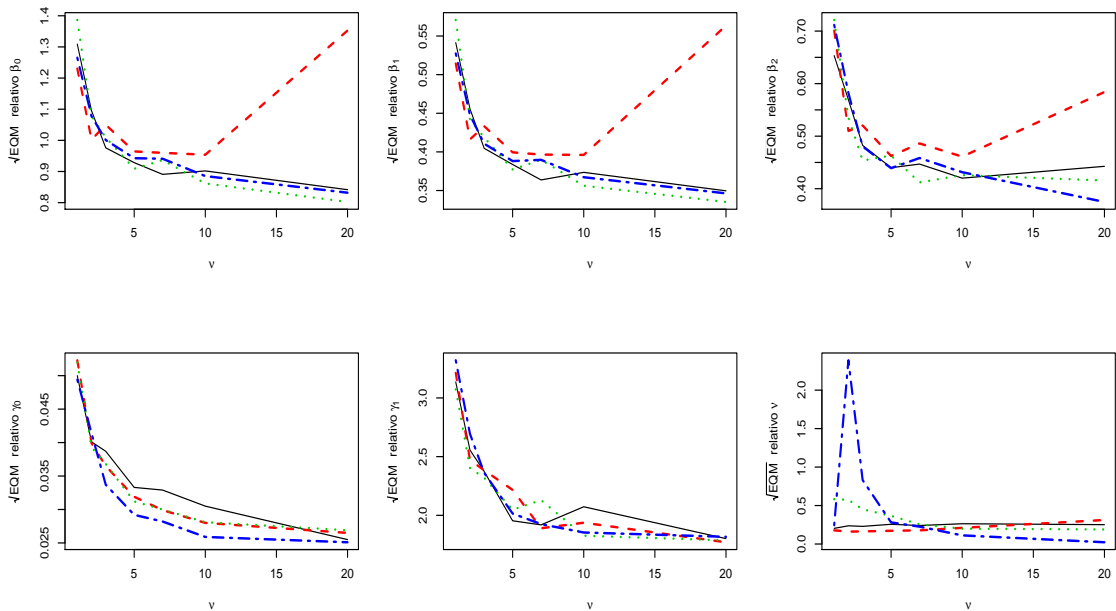 √EQM relativo β0
0.8 0.9 1.0 1.1 1.2 1.3 1.4
5 10 15 20
ν
√EQM relativo β1
0.35 0.40 0.45 0.50 0.55
5 10 15 20
ν
√EQM relativo β2
0.40 0.50 0.60 0.70
5 10 15 20
ν
√EQM relativo γ0
0.025 0.035 0.045
5 10 15 20
ν
√EQM relativo γ1
2.0 2.5 3.0
5 10 15 20
ν
√EQM relativo ν
0.0 0.5 1.0 1.5 2.0
5 10 15 20
ν